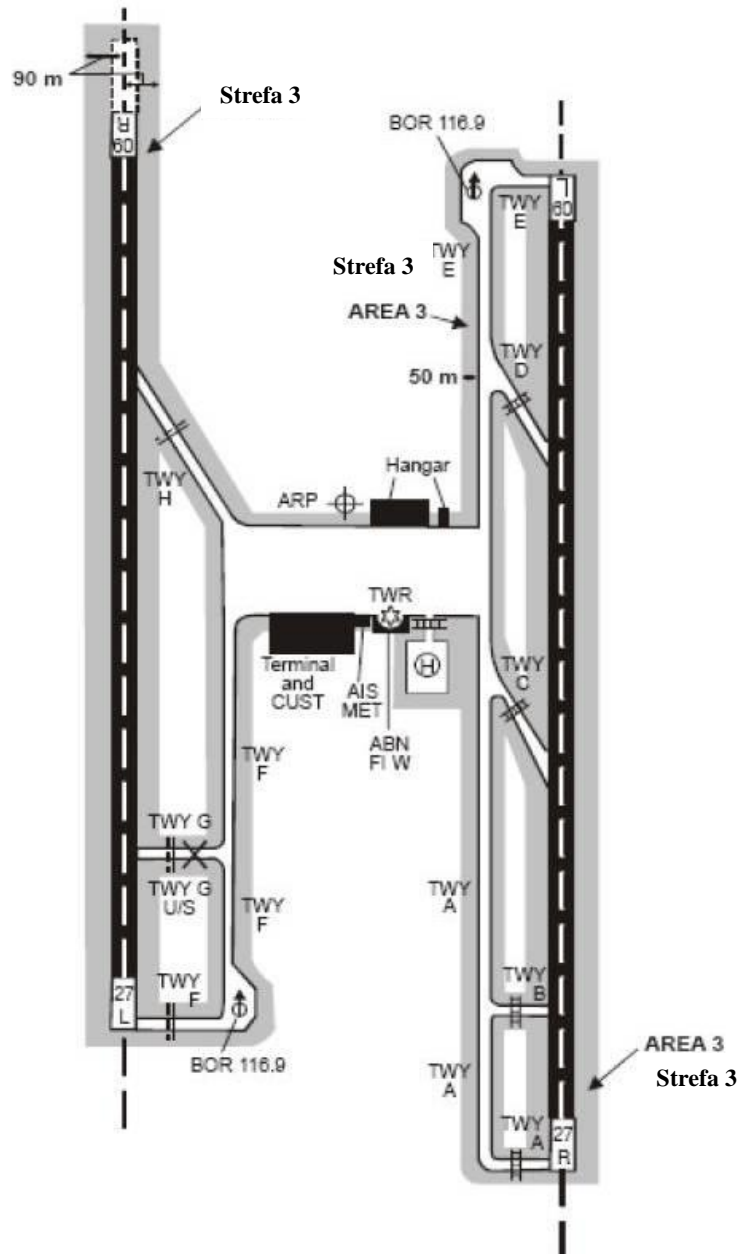 90 m
Strefa 3
R
09
BOR 116.9
L
09
TWY
E
TWY
E
Strefa 3
AREA 3
50 m
TWY
D
Hangar
ARP
TWY
H
TWR
H
Terminal
and
CUST
AIS
MET
ABN
TWY
C
TWY
F
TWY G
TWY G
U/S
TWY
F
TWY
A
TWY
F
27
L
BOR 116.9
TWY
B
TWY
A
AREA 3
Strefa 3
TWY
A
27
R